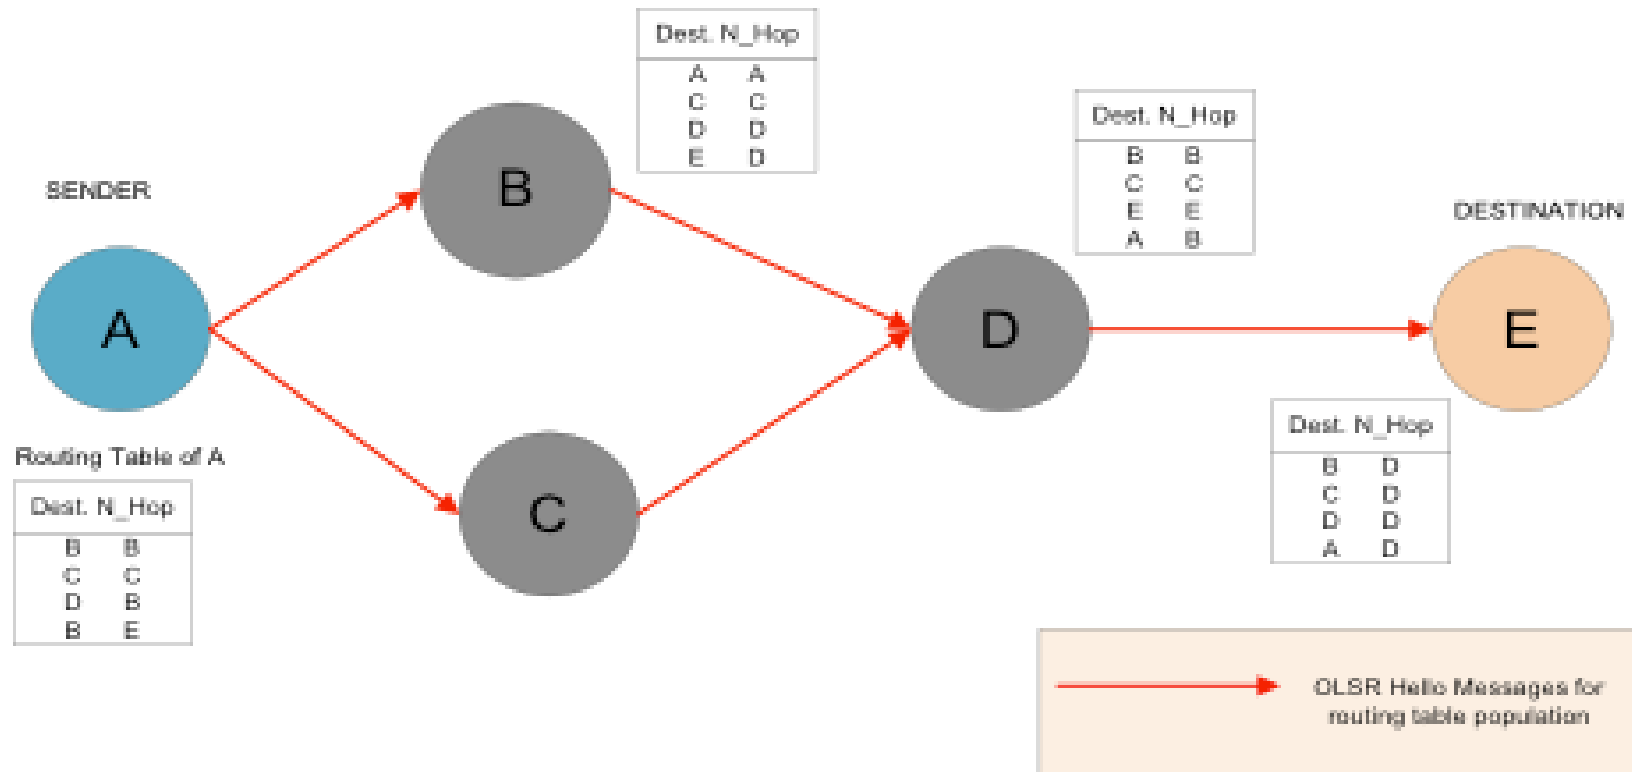 Dest. N_Hop
A A
C C
D D
E D
Dest. N_Hop
B B
C C
E E
A B
SENDER
DESTINATION
A
B
C
D
E
Routing Table of A
Dest. N_Hop
B B
C C
D B
B E
Dest. N_Hop
B D
C D
D D
A D
OLSR Hello Messages for
routing table population